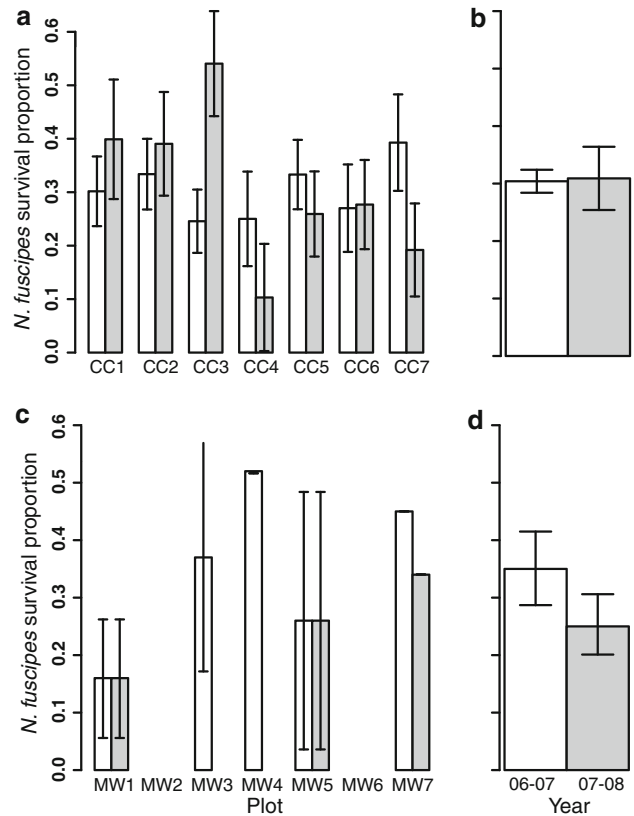 a
b
N. fuscipes survival proportion
0.6
0.5
0.4
0.3
0.2
0.1
0.0
CC1 CC2 CC3 CC4 CC5 CC6 CC7
c
d
N. fuscipes survival proportion
0.6
0.5
0.4
0.3
0.2
0.1
0.0
MW1 MW2 MW3 MW4 MW5 MW6 MW7
Plot
06-07 07-08
Year